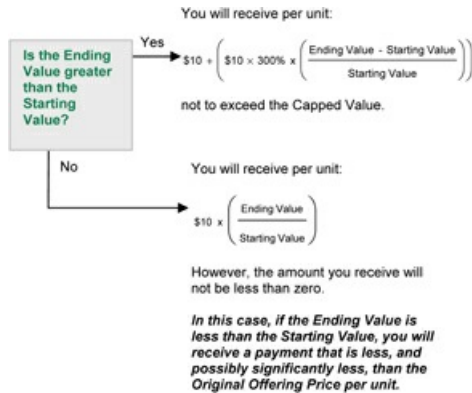 You will receive per unit:
Is the Ending
Value greater
than the
Starting
Value?
Yes
$10 + ( $10 × 300% x ( Ending Value - Starting Value
Starting Value ) )
not to exceed the Capped Value.
No
You will receive per unit:
$10 x ( Ending Value
Starting Value )
However, the amount you receive will
not be less than zero.
In this case, if the Ending Value is
less than the Starting Value, you will
receive a payment that is less, and
possibly significantly less, than the
Original Offering Price per unit.